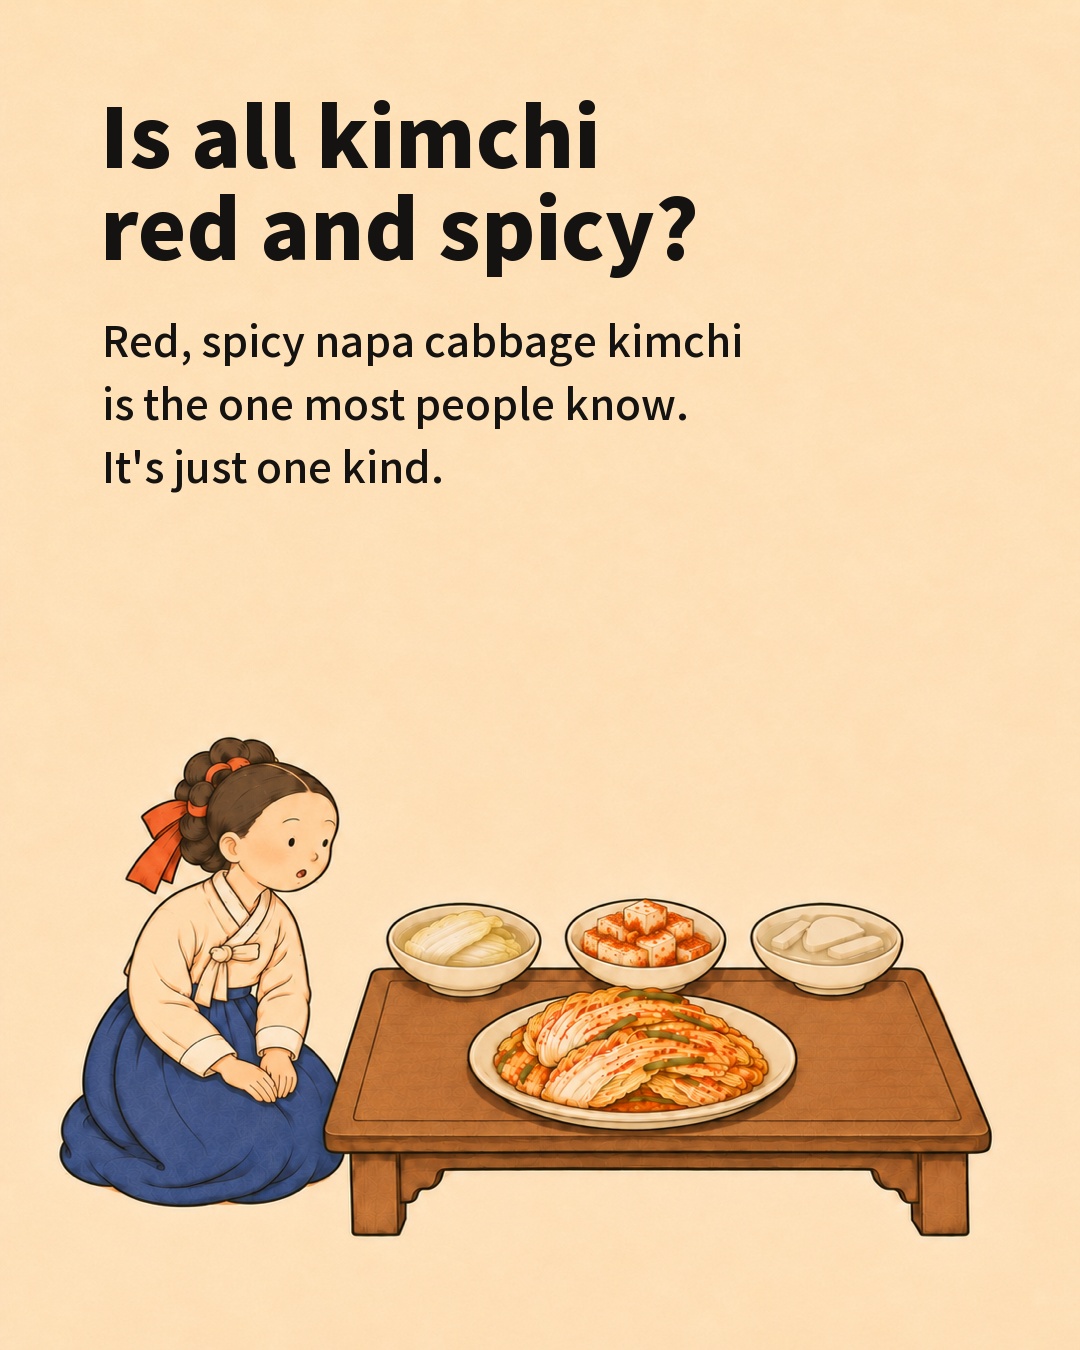 Is all kimchi
red and spicy?
Red, spicy napa cabbage kimchi
is the one most people know.
It's just one kind.